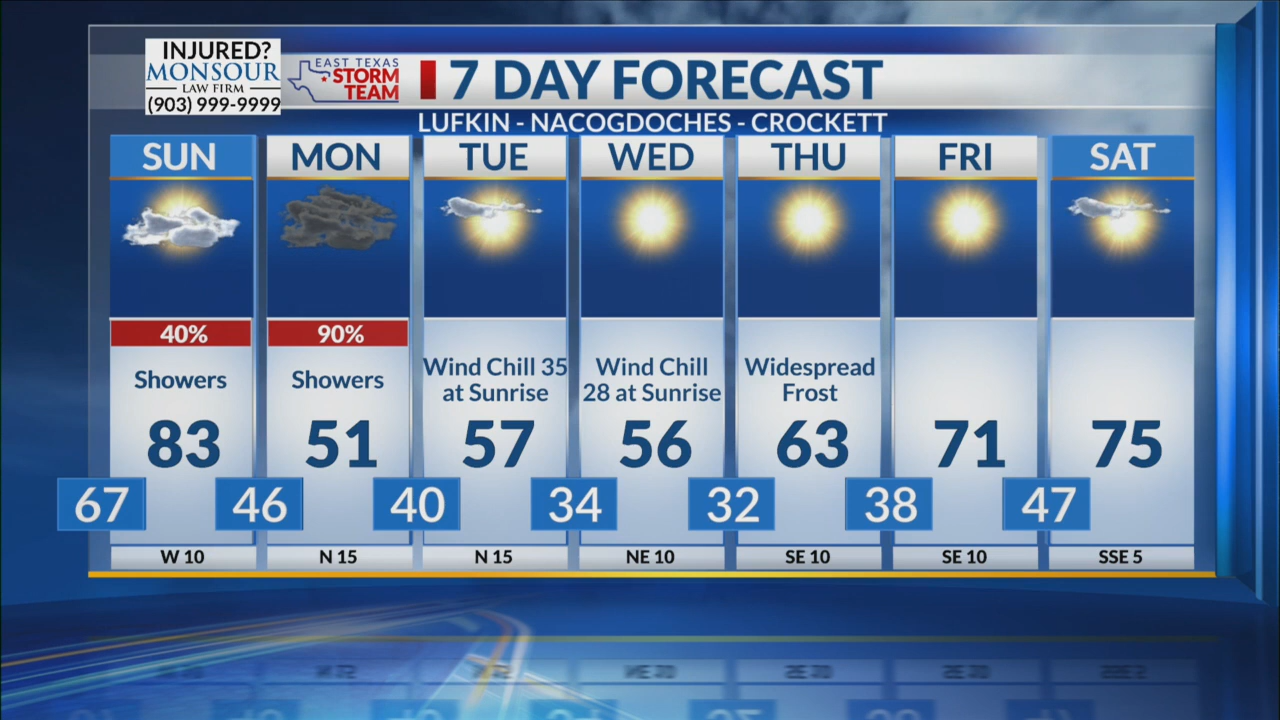 INJURED?
MONSOUR
LAW FIRM
(903) 999-9999
EAST TEXAS
STORM
TEAM
7 DAY FORECAST
LUFKIN - NACOGDOCHES - CROCKETT
SUN MON TUE WED THU FRI SAT
40% 90%
Showers Showers Wind Chill 35 at Sunrise Wind Chill 28 at Sunrise Widespread Frost
83 51 57 56 63 71 75
67 46 40 34 32 38 47
W 10 N 15 N 15 NE 10 SE 10 SE 10 SSE 5